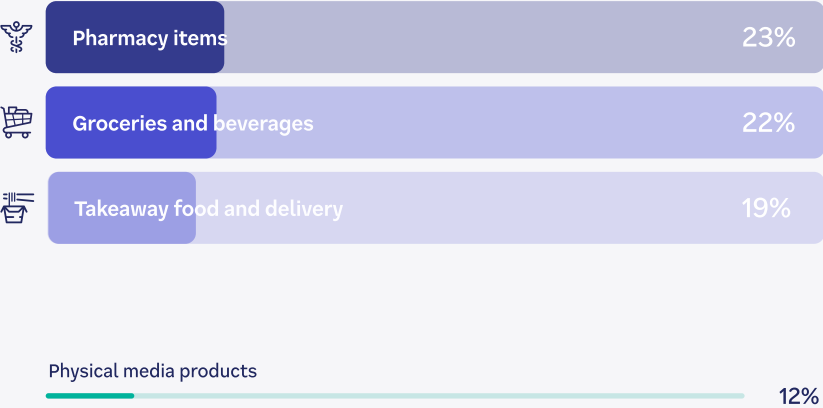 Pharmacy items 23%
Groceries and beverages 22%
Takeaway food and delivery 19%
Physical media products
12%